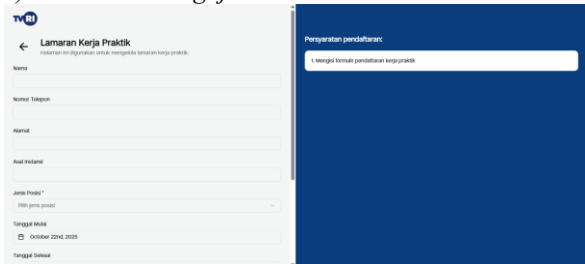 TVRI
Lamaran Kerja Praktik
Halaman ini digunakan untuk mengelola lamaran kerja praktik.
Nama
Nomor Telepon
Alamat
Asal Instansi
Jenis Posisi *
Pilih jenis posisi
Tanggal Mulai
October 22nd, 2025
Tanggal Selesai
Persyaratan pendaftaran:
1. Mengisi formulir pendaftaran kerja praktik